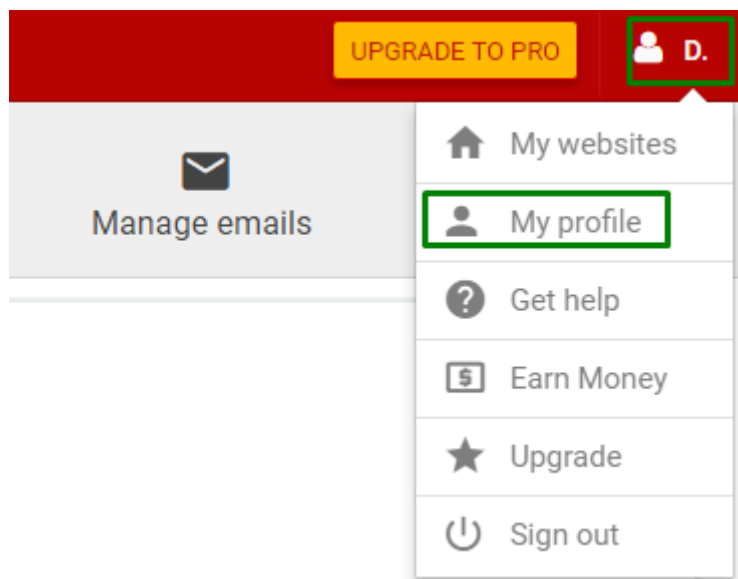 UPGRADE TO PRO
D.
Manage emails
My websites
My profile
Get help
Earn Money
Upgrade
Sign out